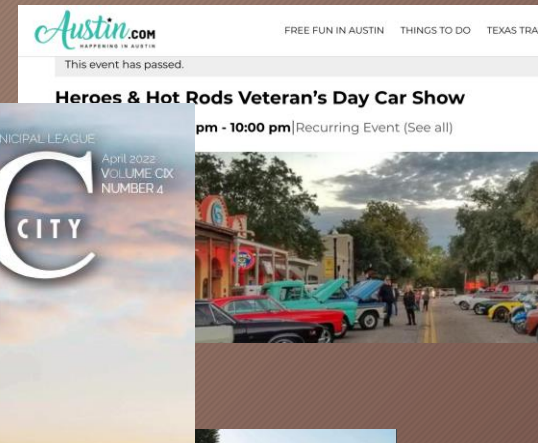 Austin.COM
HAPPENING IN AUSTIN
FREE FUN IN AUSTIN THINGS TO DO TEXAS TRA
This event has passed.
Heroes & Hot Rods Veteran's Day Car Show
pm - 10:00 pm|Recurring Event (See all)
NICIPAL LEAGUE
April 2022
VOLUME CIX
NUMBER 4
C
CITY